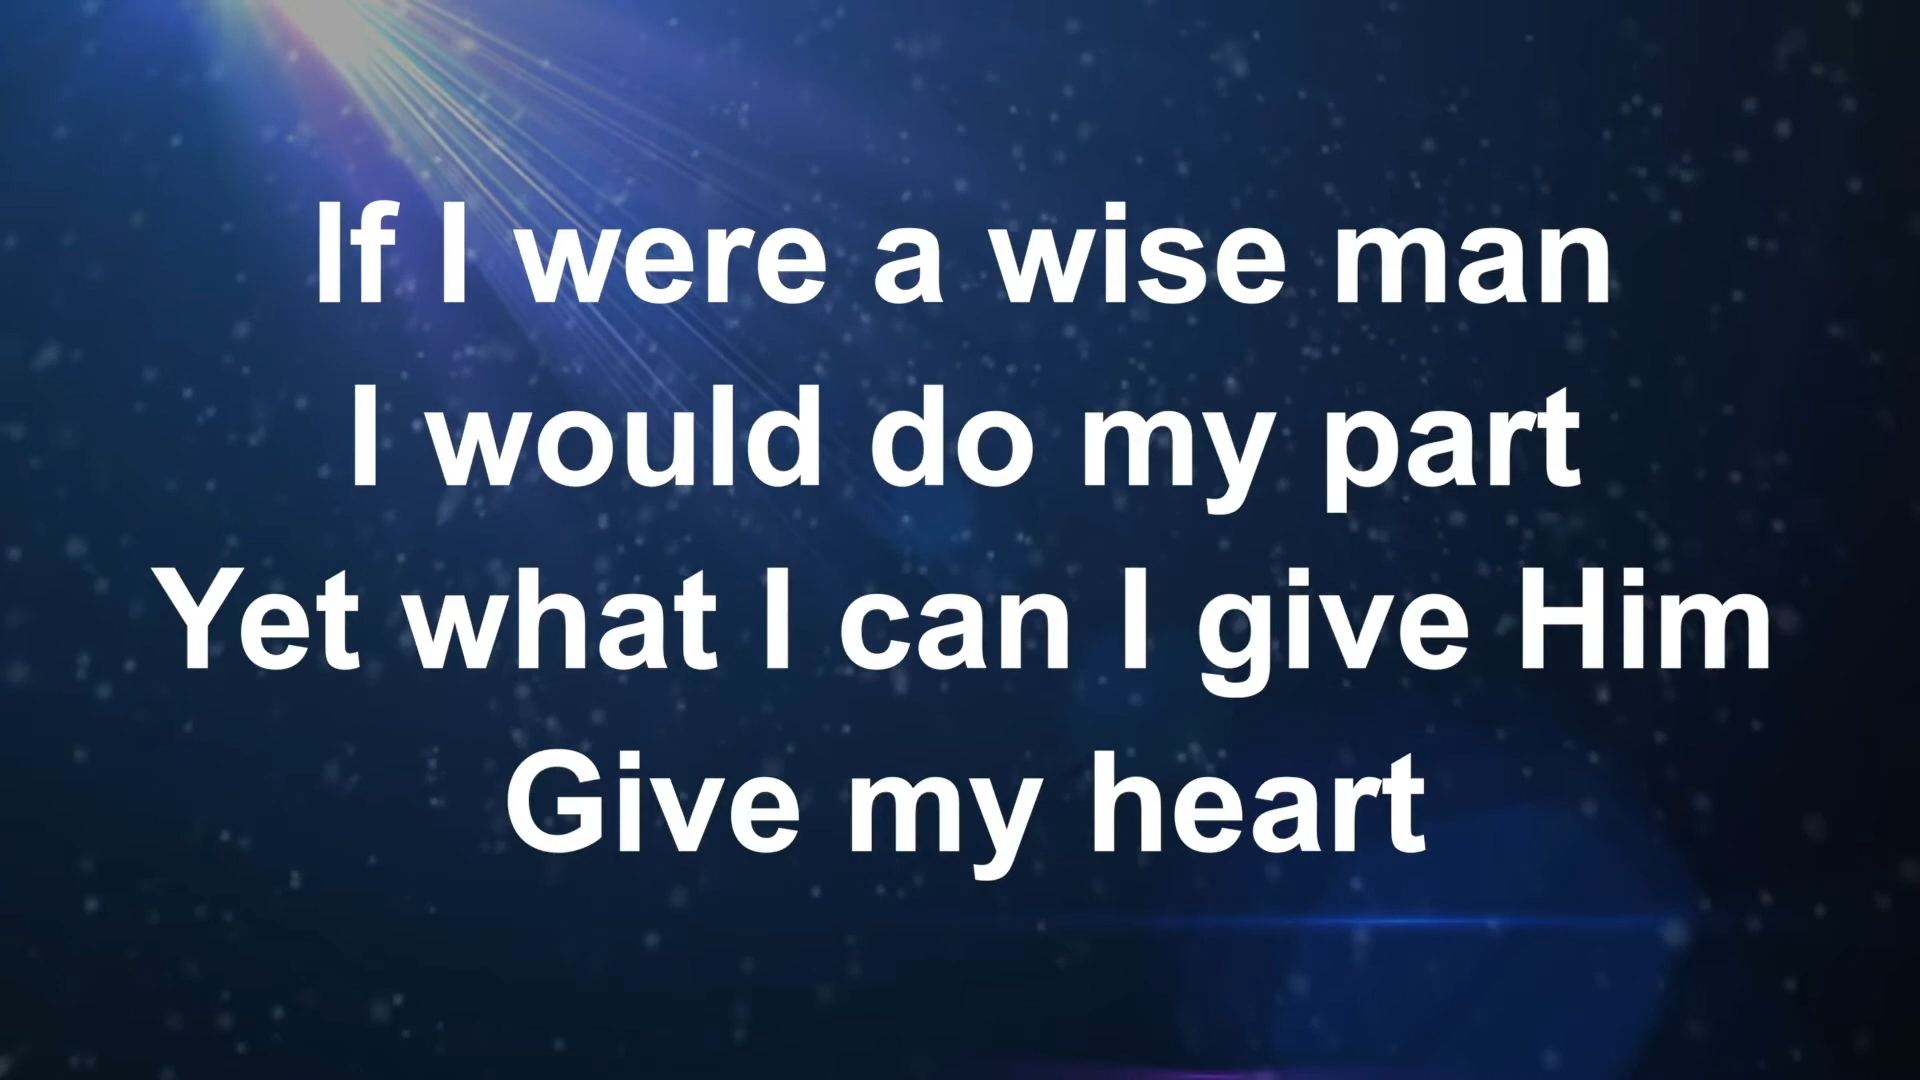 If I were a wise man
I would do my part
Yet what I can I give Him
Give my heart